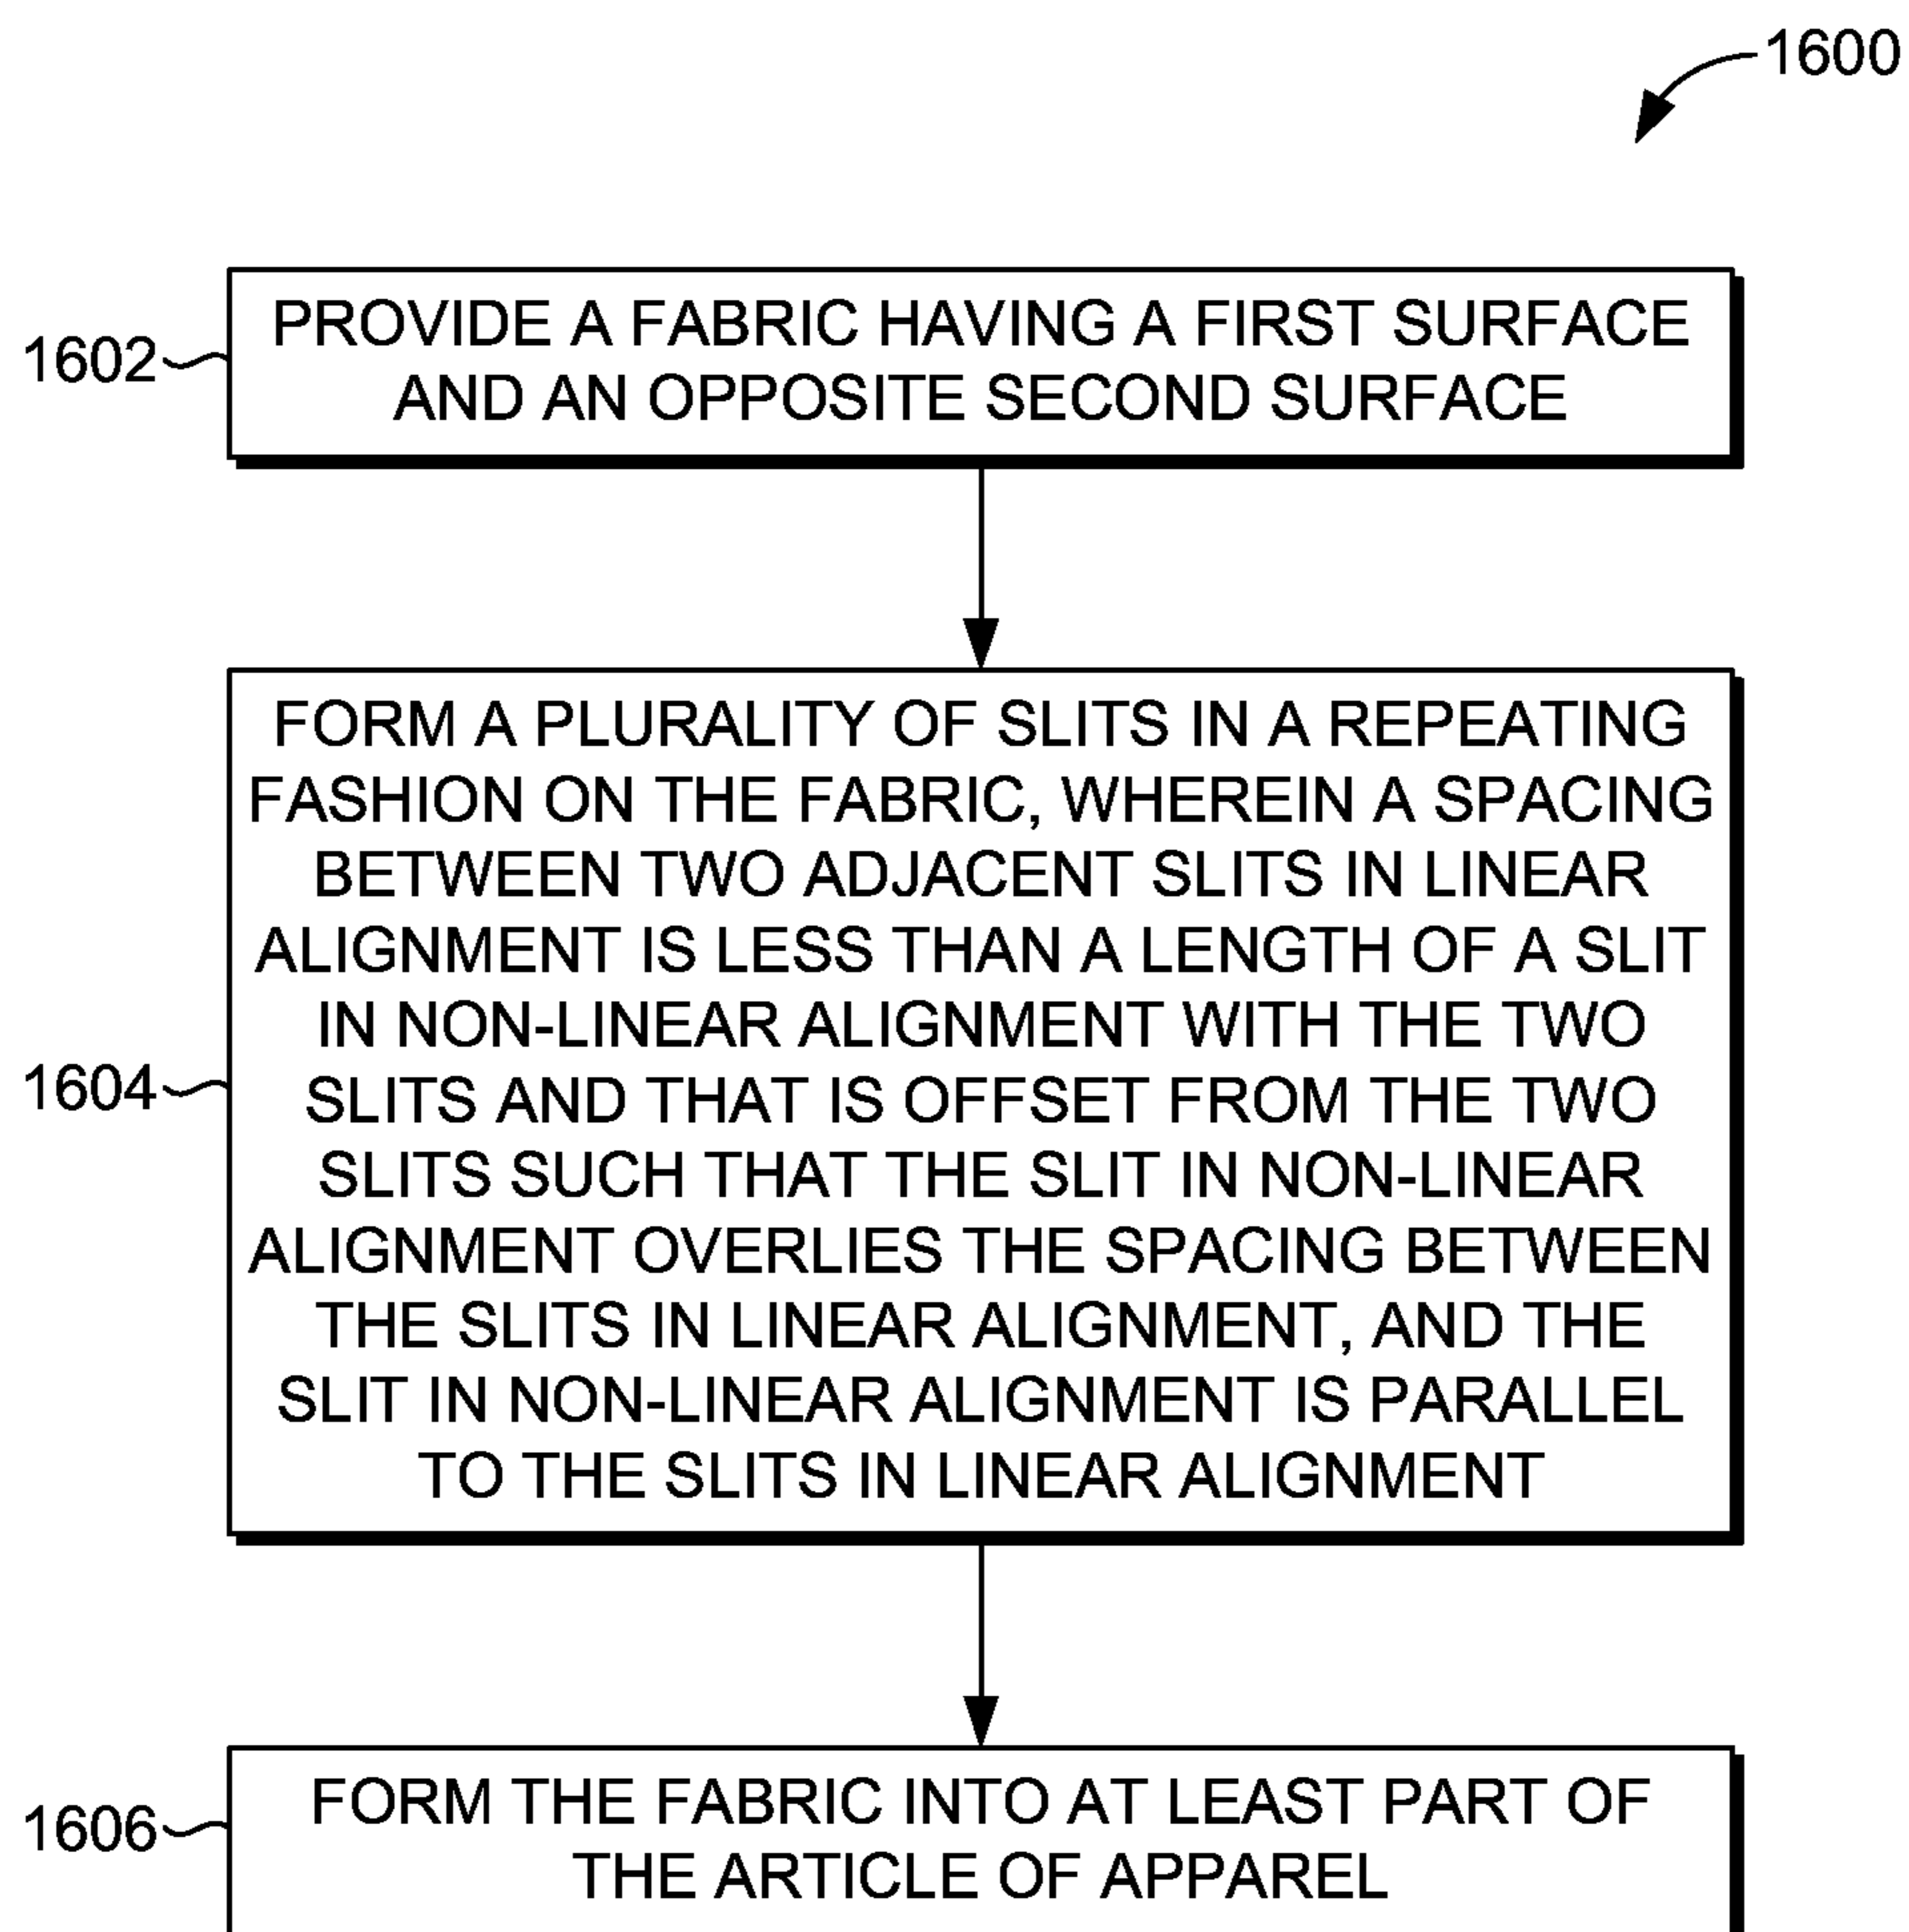 1600
1602
PROVIDE A FABRIC HAVING A FIRST SURFACE
AND AN OPPOSITE SECOND SURFACE
1604
FORM A PLURALITY OF SLITS IN A REPEATING
FASHION ON THE FABRIC, WHEREIN A SPACING
BETWEEN TWO ADJACENT SLITS IN LINEAR
ALIGNMENT IS LESS THAN A LENGTH OF A SLIT
IN NON-LINEAR ALIGNMENT WITH THE TWO
SLITS AND THAT IS OFFSET FROM THE TWO
SLITS SUCH THAT THE SLIT IN NON-LINEAR
ALIGNMENT OVERLIES THE SPACING BETWEEN
THE SLITS IN LINEAR ALIGNMENT, AND THE
SLIT IN NON-LINEAR ALIGNMENT IS PARALLEL
TO THE SLITS IN LINEAR ALIGNMENT
1606
FORM THE FABRIC INTO AT LEAST PART OF
THE ARTICLE OF APPAREL